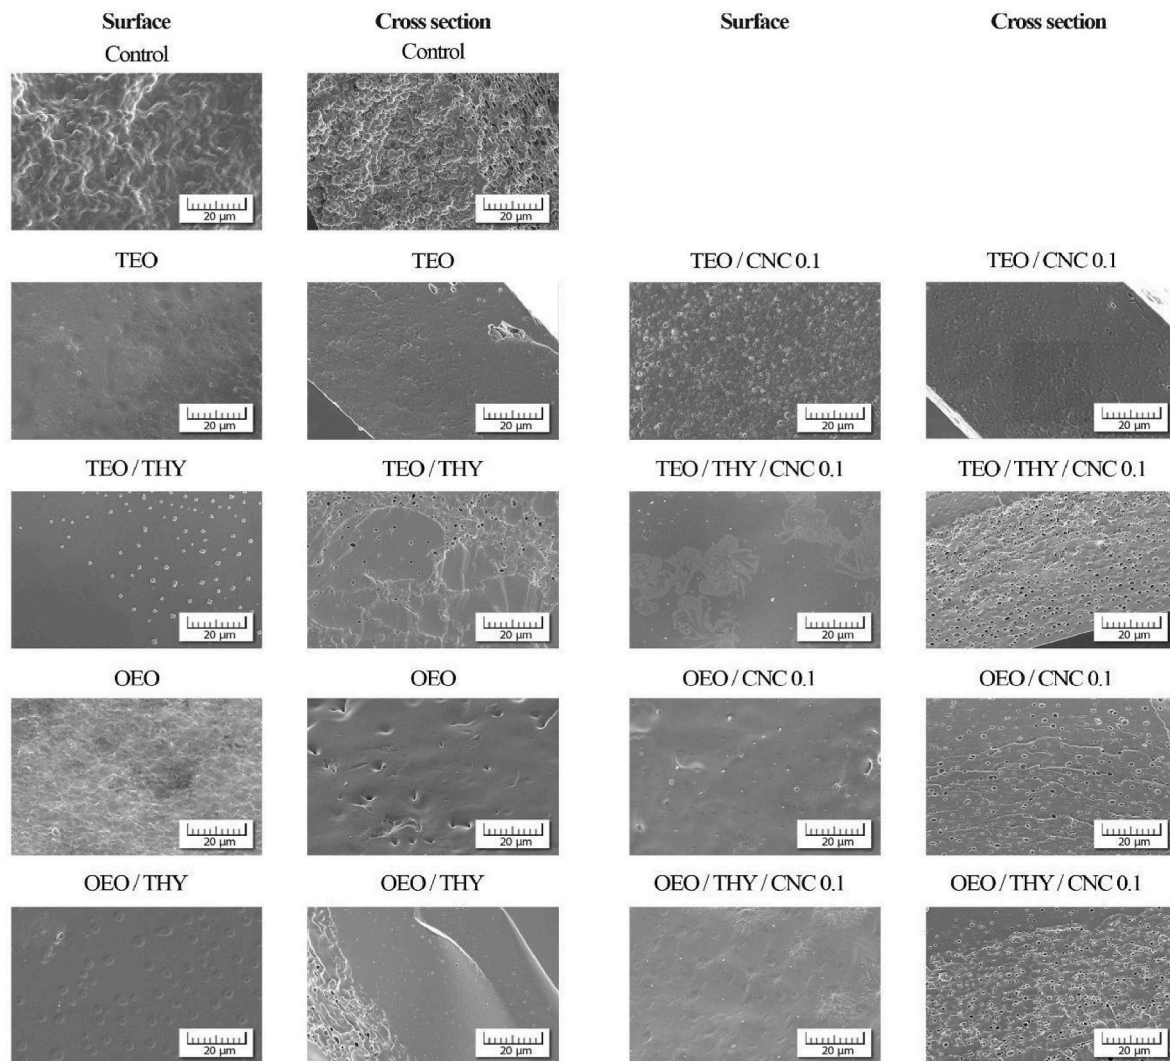 Surface Cross section Surface Cross section
Control Control
20 µm 20 µm
TEO TEO TEO / CNC 0.1 TEO / CNC 0.1
20 µm 20 µm 20 µm 20 µm
TEO / THY TEO / THY TEO / THY / CNC 0.1 TEO / THY / CNC 0.1
20 µm 20 µm 20 µm 20 µm
OEO OEO OEO / CNC 0.1 OEO / CNC 0.1
20 µm 20 µm 20 µm 20 µm
OEO / THY OEO / THY OEO / THY / CNC 0.1 OEO / THY / CNC 0.1
20 µm 20 µm 20 µm 20 µm